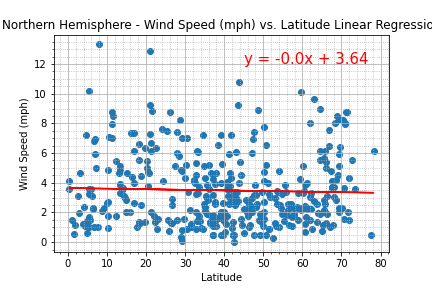 Northern Hemisphere - Wind Speed (mph) vs. Latitude Linear Regressio
y = -0.0x + 3.64
12
10
8
6
4
2
0
Wind Speed (mph)
0 10 20 30 40 50 60 70 80
Latitude